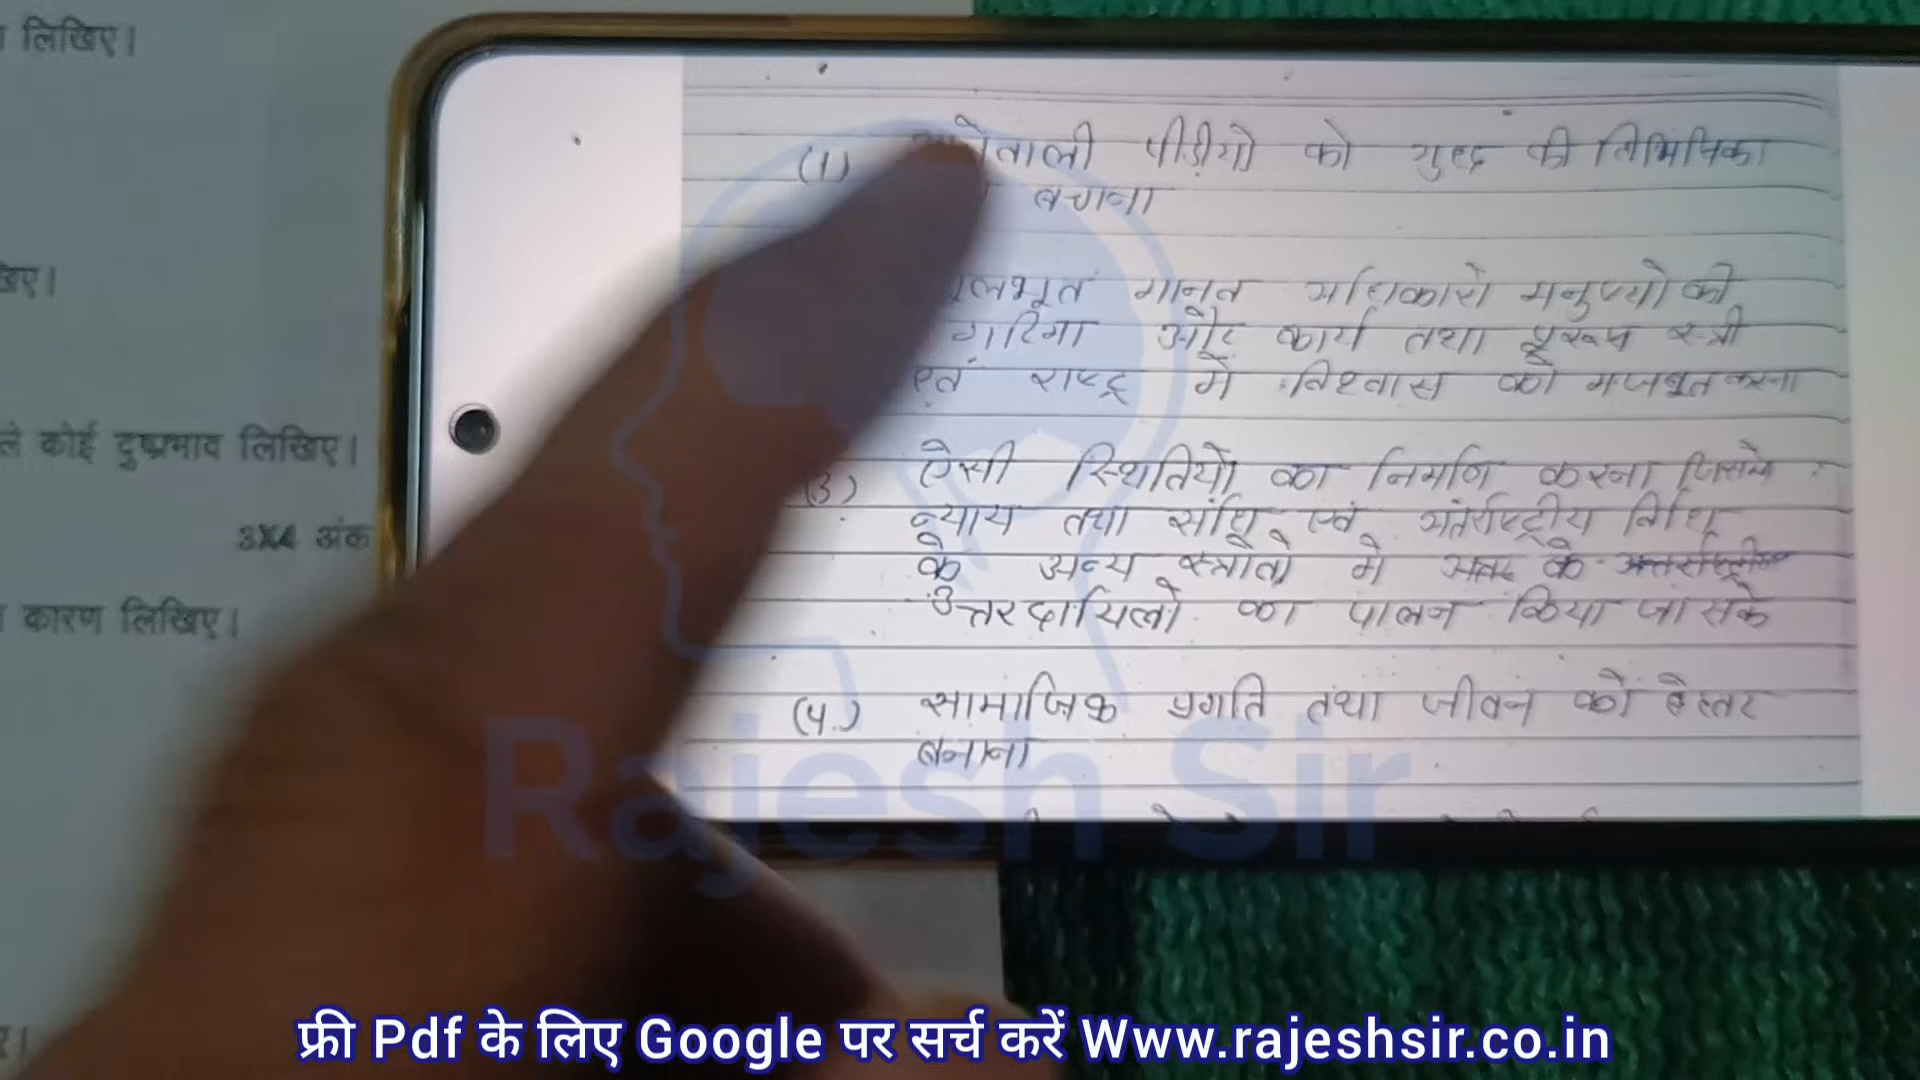 लिखिए।
खिए।
ले कोई दुष्प्रभाव लिखिए।
3X4 अंक
कारण लिखिए।
(1) पीड़ीयो को युद्ध की
बचाना
मानव अधिकारो मनुष्यो की
गरिमा और कार्य तथा पुरूष स्त्री
एवं राष्ट्र में विश्वास को मजबूत करना
(3) ऐसी स्थितियों का निर्माण करना जिसमे
न्याय तथा संधि एवं अंतर्राष्ट्रीय विधि
के अन्य स्त्रोतो मे के
उत्तरदायित्वो का पालन किया जा सके
(4.) सामाजिक प्रगति तथा जीवन को बेहतर
बनाना
Rajesh Sir
फ्री Pdf के लिए Google पर सर्च करें Www.rajeshsir.co.in